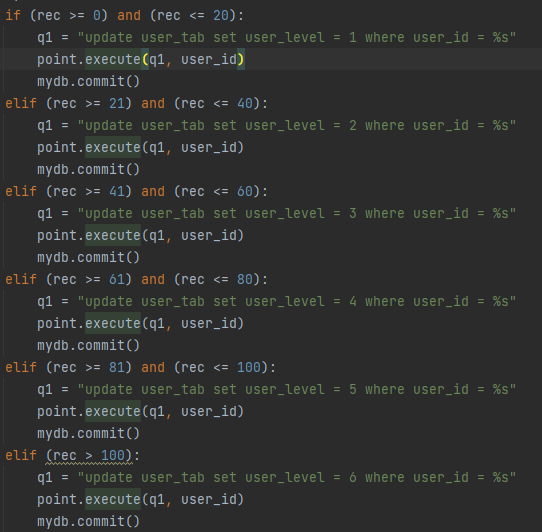 if (rec >= 0) and (rec <= 20):
    q1 = "update user_tab set user_level = 1 where user_id = %s"
    point.execute(q1, user_id)
    mydb.commit()
elif (rec >= 21) and (rec <= 40):
    q1 = "update user_tab set user_level = 2 where user_id = %s"
    point.execute(q1, user_id)
    mydb.commit()
elif (rec >= 41) and (rec <= 60):
    q1 = "update user_tab set user_level = 3 where user_id = %s"
    point.execute(q1, user_id)
    mydb.commit()
elif (rec >= 61) and (rec <= 80):
    q1 = "update user_tab set user_level = 4 where user_id = %s"
    point.execute(q1, user_id)
    mydb.commit()
elif (rec >= 81) and (rec <= 100):
    q1 = "update user_tab set user_level = 5 where user_id = %s"
    point.execute(q1, user_id)
    mydb.commit()
elif (rec > 100):
    q1 = "update user_tab set user_level = 6 where user_id = %s"
    point.execute(q1, user_id)
    mydb.commit()